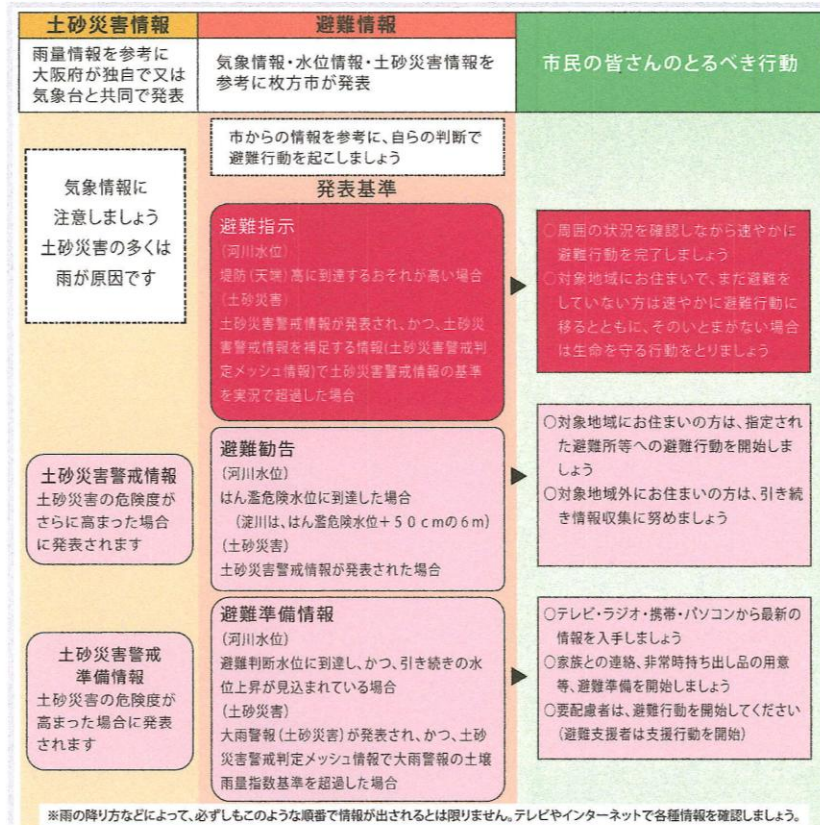 土砂災害情報
雨量情報を参考に
大阪府が独自で又は
気象台と共同で発表
避難情報
気象情報・水位情報・土砂災害情報を
参考に枚方市が発表
市民の皆さんのとるべき行動
気象情報に
注意しましょう
土砂災害の多くは
雨が原因です
市からの情報を参考に、自らの判断で
避難行動を起こしましょう
発表基準
避難指示
(河川水位)
堤防(天端)高に到達するおそれが高い場合
(土砂災害)
土砂災害警戒情報が発表され、かつ、土砂災
害警戒情報を補足する情報(土砂災害警戒判
定メッシュ情報)で土砂災害警戒情報の基準
を実況で超過した場合
○周囲の状況を確認しながら速やかに
避難行動を完了しましょう
○対象地域にお住まいで、まだ避難を
していない方は速やかに避難行動に
移るとともに、そのいとまがない場合
は生命を守る行動をとりましょう
土砂災害警戒情報
土砂災害の危険度が
さらに高まった場合
に発表されます
避難勧告
(河川水位)
はん濫危険水位に到達した場合
(淀川は、はん濫危険水位+50cmの6m)
(土砂災害)
土砂災害警戒情報が発表された場合
○対象地域にお住まいの方は、指定され
た避難所等への避難行動を開始しま
しょう
○対象地域外にお住まいの方は、引き続
き情報収集に努めましょう
土砂災害警戒
準備情報
土砂災害の危険度が
高まった場合に発表
されます
避難準備情報
(河川水位)
避難判断水位に到達し、かつ、引き続きの水
位上昇が見込まれている場合
(土砂災害)
大雨警報(土砂災害)が発表され、かつ、土砂
災害警戒判定メッシュ情報で大雨警報の土壌
雨量指数基準を超過した場合
○テレビ・ラジオ・携帯・パソコンから最新の
情報を入手しましょう
○家族との連絡、非常時持ち出し品の用意
等、避難準備を開始しましょう
○要配慮者は、避難行動を開始してください
(避難支援者は支援行動を開始)
※雨の降り方などによって、必ずしもこのような順番で情報が出されるとは限りません。テレビやインターネットで各種情報を確認しましょう。